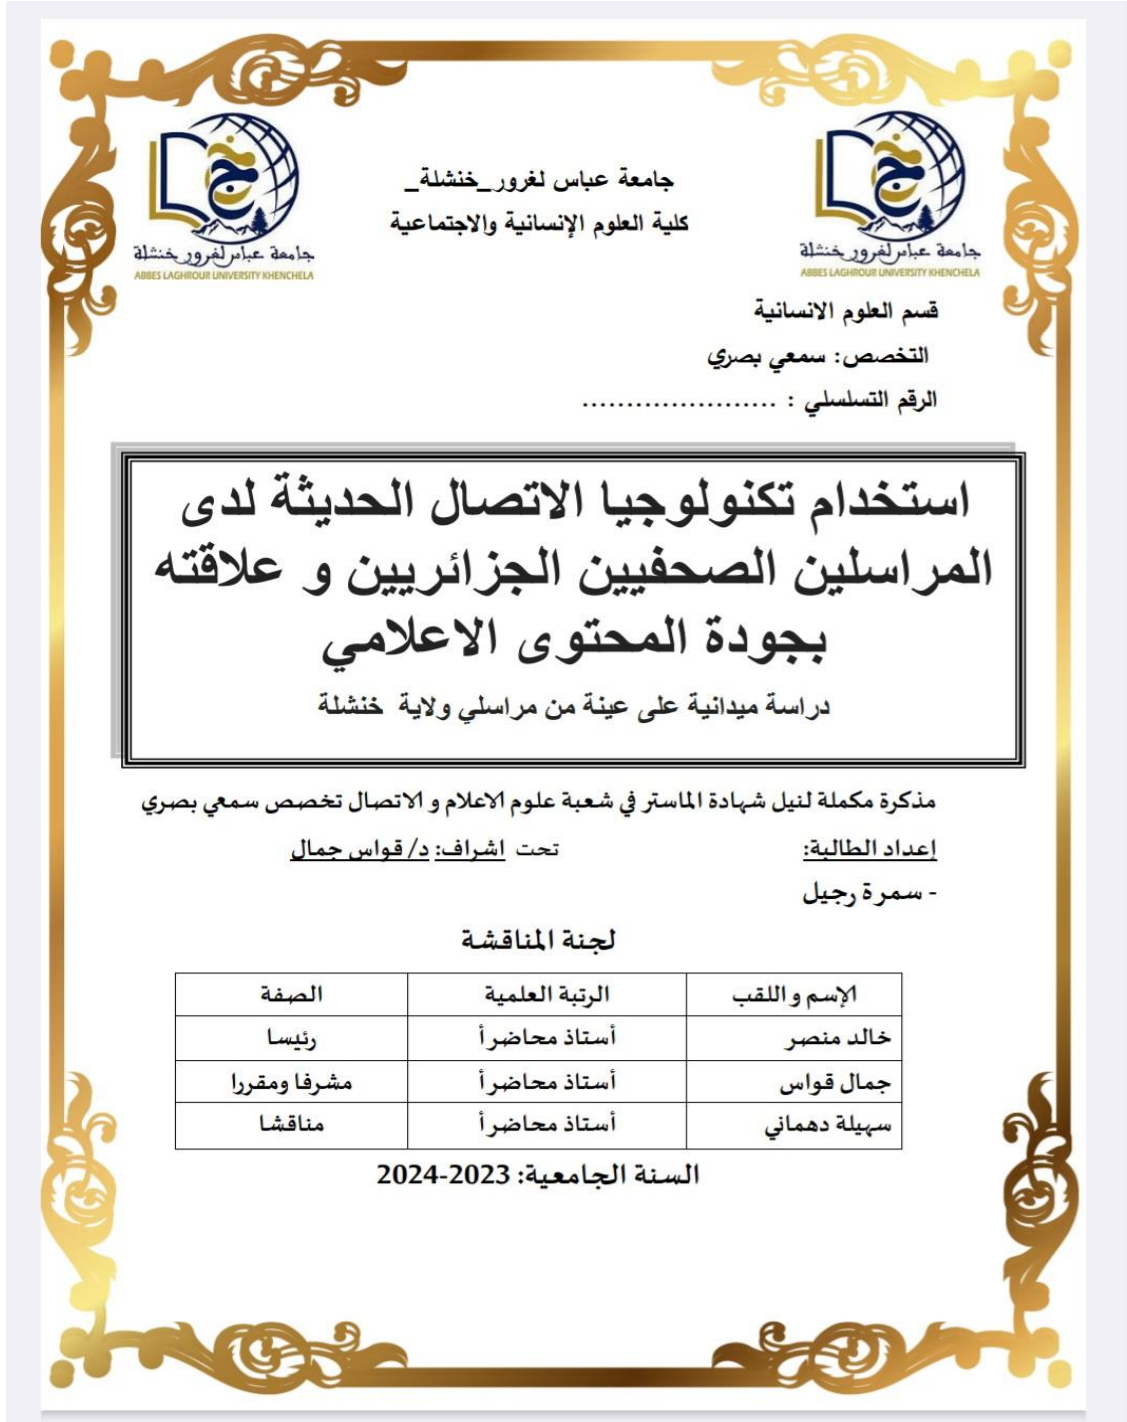 جامعة عباس لغرور_خنشلة_
كلية العلوم الإنسانية والاجتماعية
جامعة عباس لغرور خنشلة
ABBES LAGHROUR UNIVERSITY KHENCHELA
جامعة عباس لغرور خنشلة
ABBES LAGHROUR UNIVERSITY KHENCHELA
قسم العلوم الانسانية
التخصص: سمعي بصري
الرقم التسلسلي : ......................
استخدام تكنولوجيا الاتصال الحديثة لدى
المراسلين الصحفيين الجزائريين و علاقته
بجودة المحتوى الاعلامي
دراسة ميدانية على عينة من مراسلي ولاية خنشلة
مذكرة مكملة لنيل شهادة الماستر في شعبة علوم الاعلام و الاتصال تخصص سمعي بصري
إعداد الطالبة: تحت اشراف: د/ قواس جمال
- سمرة رجيل
لجنة المناقشة
الإسم و اللقب الرتبة العلمية الصفة
خالد منصر أستاذ محاضر أ رئيسا
جمال قواس أستاذ محاضر أ مشرفا ومقررا
سهيلة دهماني أستاذ محاضر أ مناقشا
السنة الجامعية: 2023-2024